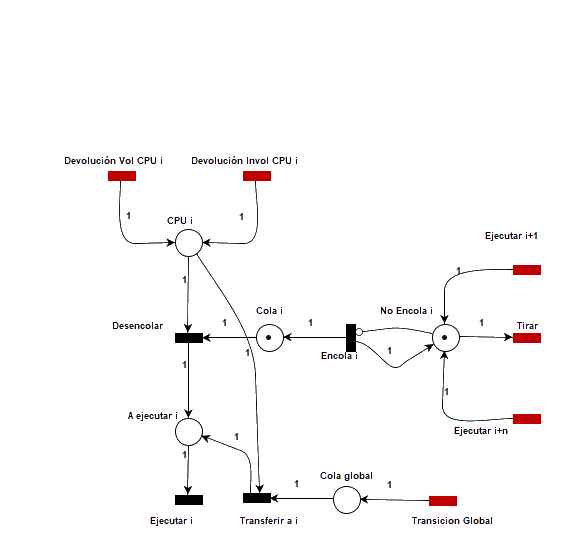 Devolución Vol CPU i
Devolución Invol CPU i
1
1
CPU i
Ejecutar i+1
1
1
Cola i
No Encola i
Desencolar
1
1
1
Tirar
Encola i
1
1
1
1
A ejecutar i
Ejecutar i+n
1
1
Cola global
1
1
Ejecutar i
Transferir a i
Transicion Global